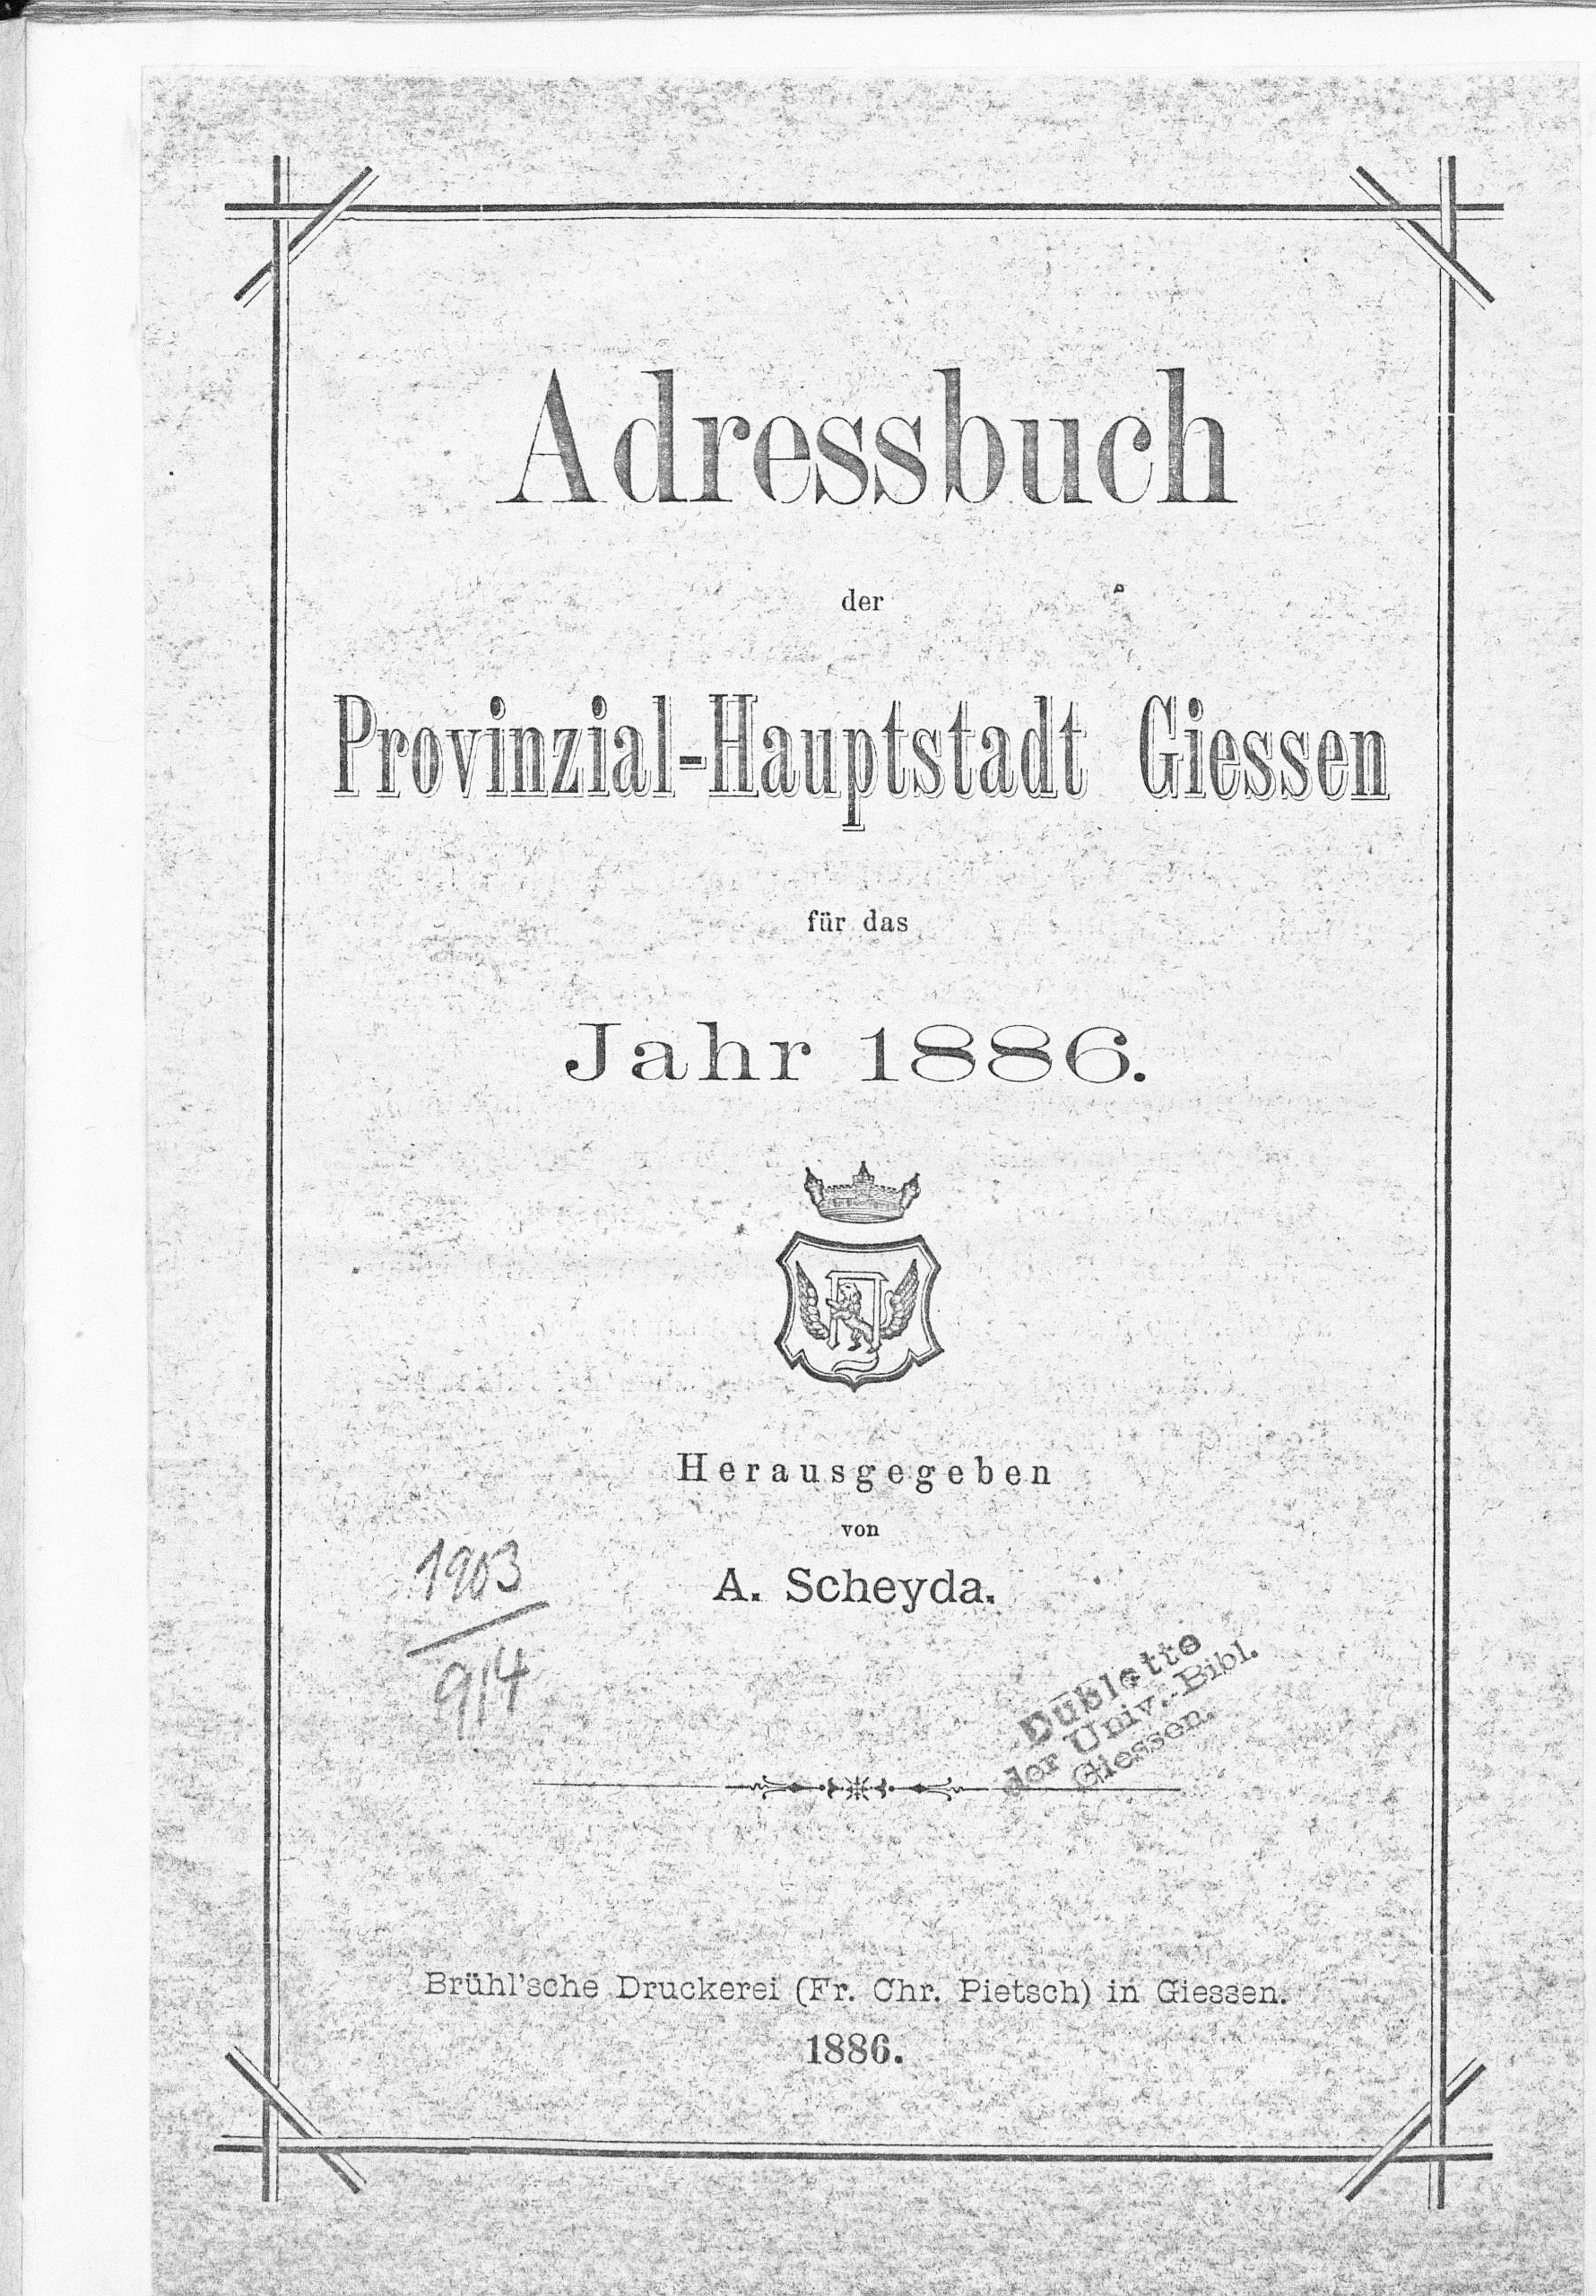 Adressbuch
der
Provinzial-Hauptstadt Giessen
für das
Jahr 1886.
Herausgegeben
von
A. Scheyda.
1903
914
Dublette
der Univ.-Bibl.
Giessen.
Brühl'sche Druckerei (Fr. Chr. Pietsch) in Giessen.
1886.